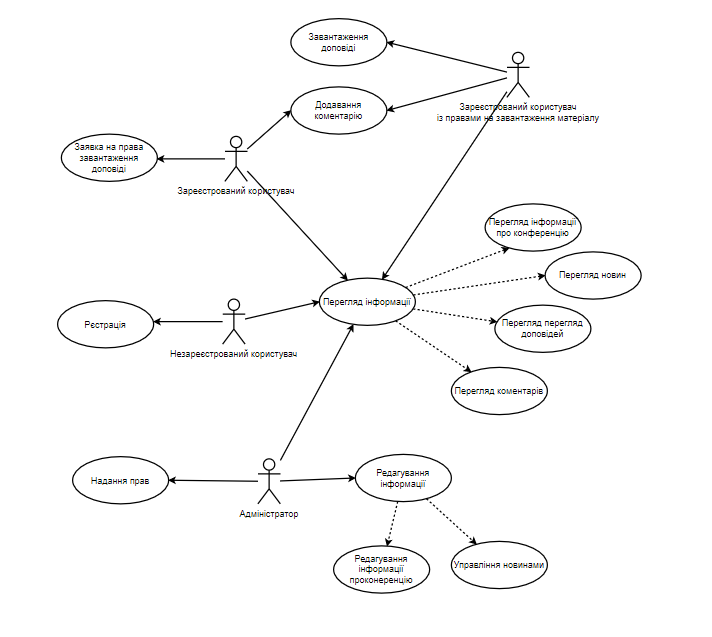 Завантаження
доповіді
Зареєстрований користувач
із правами на завантаження матеріалу
Додавання
коментарію
Заявка на права
завантаження
доповіді
Зареєстрований користувач
Перегляд інформації
про конференцію
Перегляд новин
Перегляд інформації
Рєстрація
Незареєстрований користувач
Перегляд перегляд
доповідей
Перегляд коментарів
Надання прав
Адміністратор
Редагування
інформації
Редагування
інформації
проконеренцію
Управління новинами